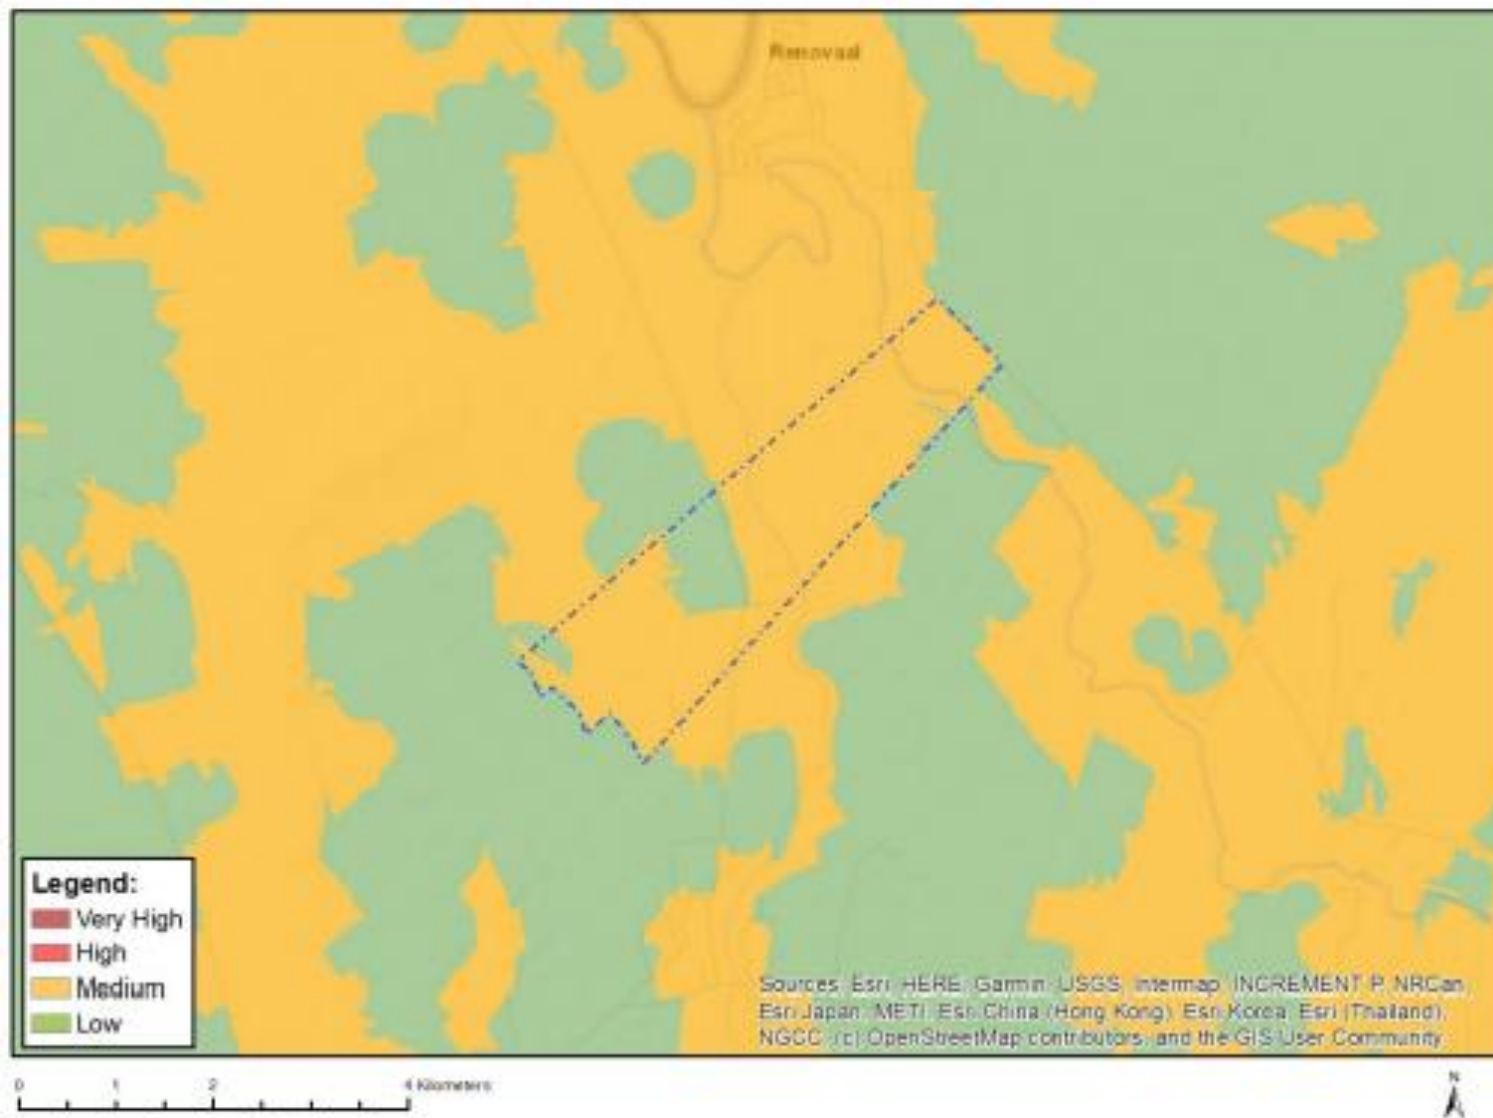 Renovaal
Legend:
Very High
High
Medium
Low
Sources: Esri, HERE, Garmin, USGS, Intermap, INCREMENT P, NRCan,
Esri Japan, METI, Esri China (Hong Kong), Esri Korea, Esri (Thailand),
NGCC, (c) OpenStreetMap contributors, and the GIS User Community
0 1 2 4 Kilometers
N